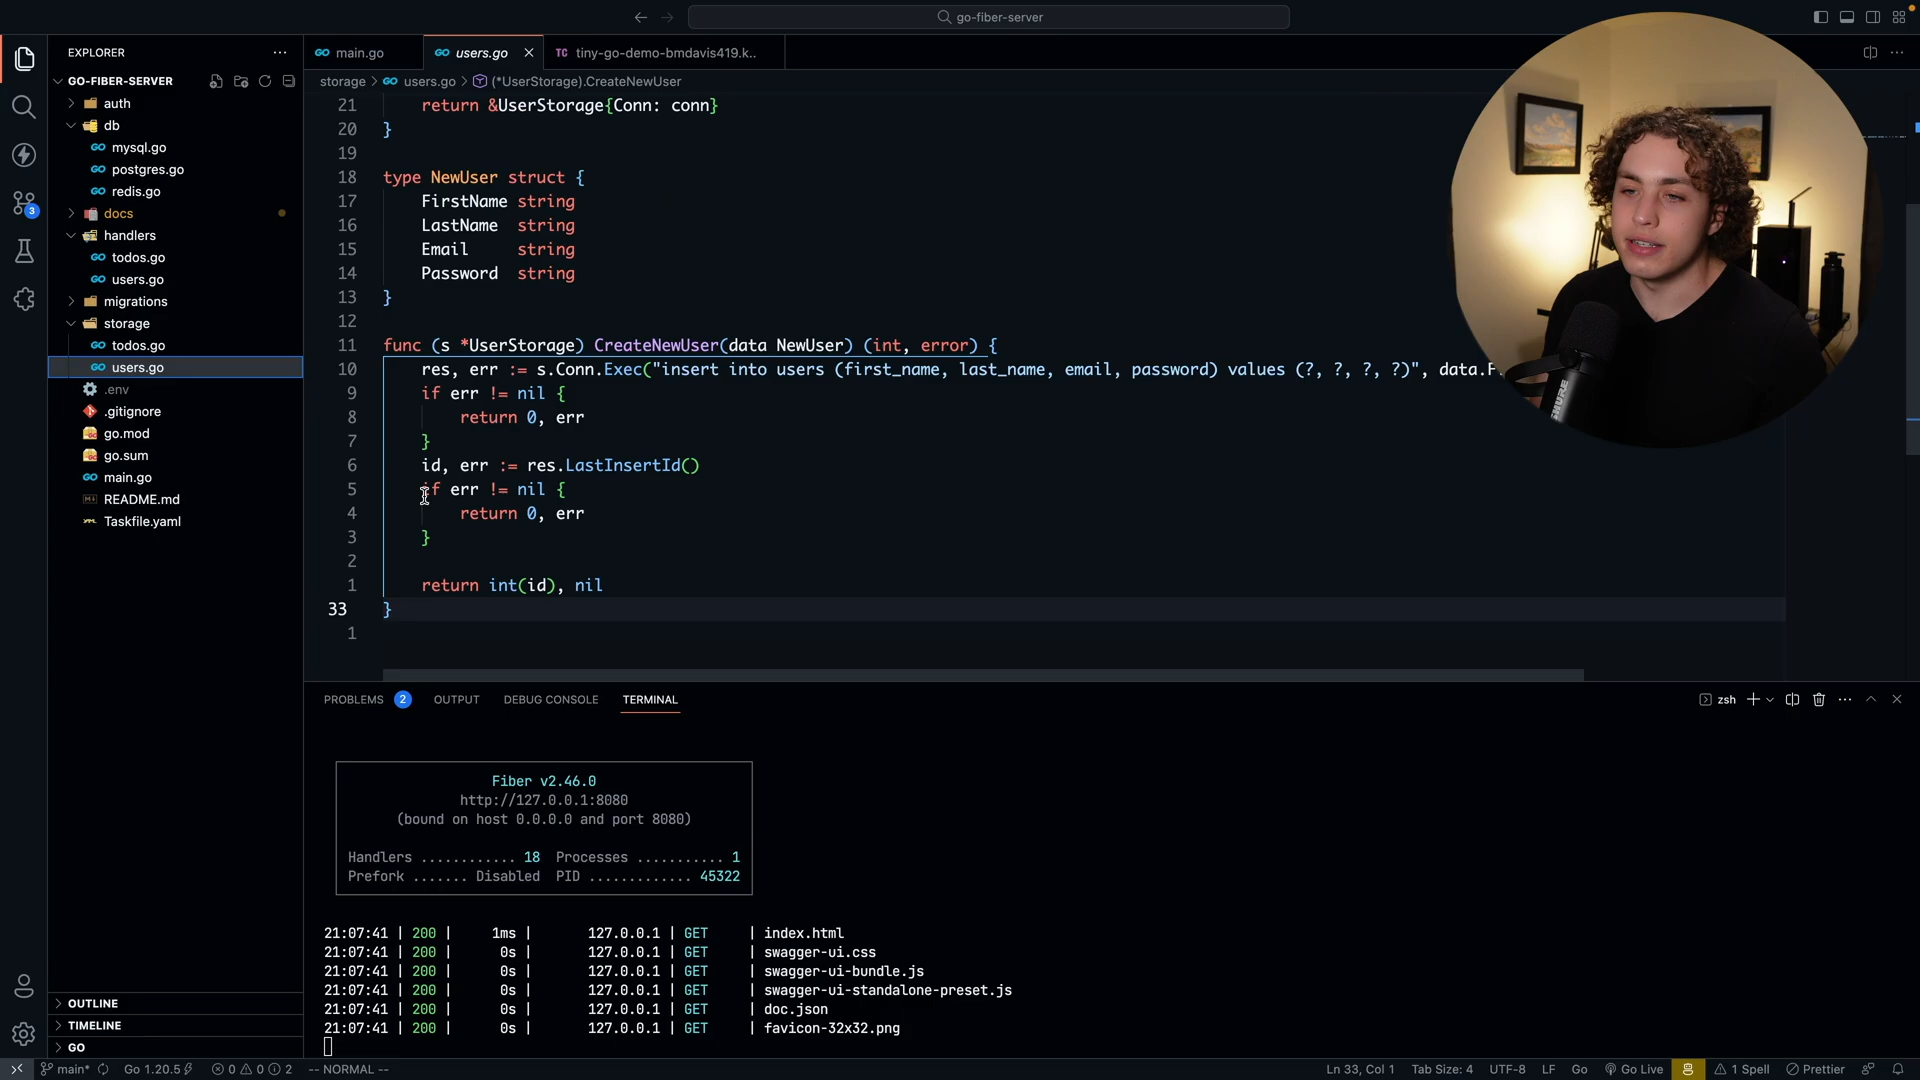 go-fiber-server
EXPLORER
main.go
users.go
TC tiny-go-demo-bmdavis419.k...
GO-FIBER-SERVER
storage > users.go > (*UserStorage).CreateNewUser
auth
db
mysql.go
postgres.go
redis.go
docs
handlers
todos.go
users.go
migrations
storage
todos.go
users.go
.env
.gitignore
go.mod
go.sum
main.go
README.md
Taskfile.yaml
OUTLINE
TIMELINE
GO
3
21 return &UserStorage{Conn: conn}
20 }
19
18 type NewUser struct {
17 FirstName string
16 LastName string
15 Email string
14 Password string
13 }
12
11 func (s *UserStorage) CreateNewUser(data NewUser) (int, error) {
10 res, err := s.Conn.Exec("insert into users (first_name, last_name, email, password) values (?, ?, ?, ?)", data.F
9 if err != nil {
8 return 0, err
7 }
6 id, err := res.LastInsertId()
5 if err != nil {
4 return 0, err
3 }
2
1 return int(id), nil
33 }
1
SHURE
PROBLEMS 2 OUTPUT DEBUG CONSOLE TERMINAL
zsh
Fiber v2.46.0
http://127.0.0.1:8080
(bound on host 0.0.0.0 and port 8080)
Handlers ............ 18 Processes ........... 1
Prefork ....... Disabled PID ............. 45322
21:07:41 | 200 | 1ms | 127.0.0.1 | GET | index.html
21:07:41 | 200 | 0s | 127.0.0.1 | GET | swagger-ui.css
21:07:41 | 200 | 0s | 127.0.0.1 | GET | swagger-ui-bundle.js
21:07:41 | 200 | 0s | 127.0.0.1 | GET | swagger-ui-standalone-preset.js
21:07:41 | 200 | 0s | 127.0.0.1 | GET | doc.json
21:07:41 | 200 | 0s | 127.0.0.1 | GET | favicon-32x32.png
main* Go 1.20.5 0 0 2 -- NORMAL -- Ln 33, Col 1 Tab Size: 4 UTF-8 LF Go Go Live 1 Spell Prettier